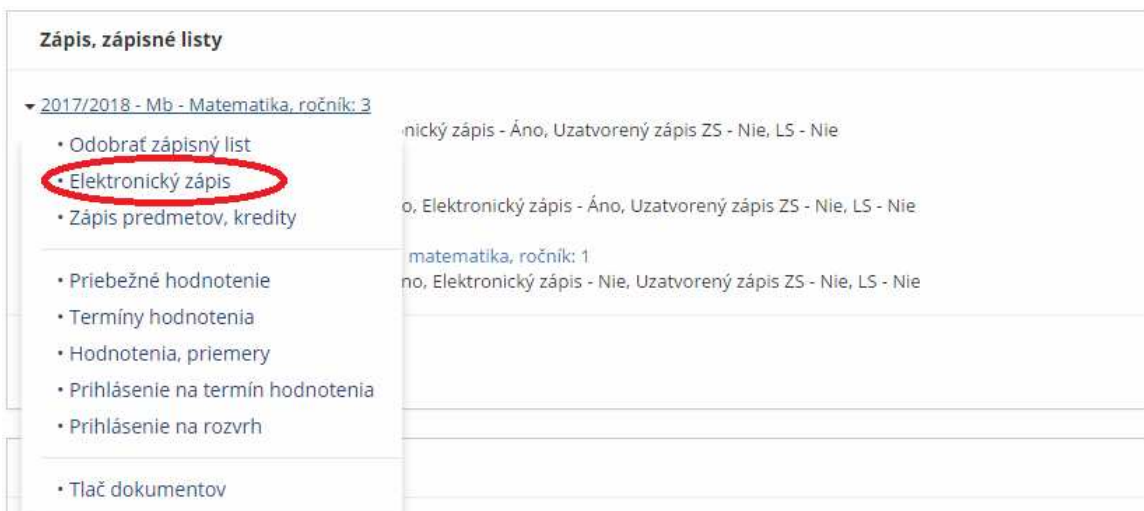 Zápis, zápisné listy
2017/2018 - Mb - Matematika, ročník: 3
nický zápis - Áno, Uzatvorený zápis ZS - Nie, LS - Nie
• Odobrať zápisný list
• Elektronický zápis
o, Elektronický zápis - Áno, Uzatvorený zápis ZS - Nie, LS - Nie
• Zápis predmetov, kredity
matematika, ročník: 1
no, Elektronický zápis - Nie, Uzatvorený zápis ZS - Nie, LS - Nie
• Priebežné hodnotenie
• Termíny hodnotenia
• Hodnotenia, priemery
• Prihlásenie na termín hodnotenia
• Prihlásenie na rozvrh
• Tlač dokumentov